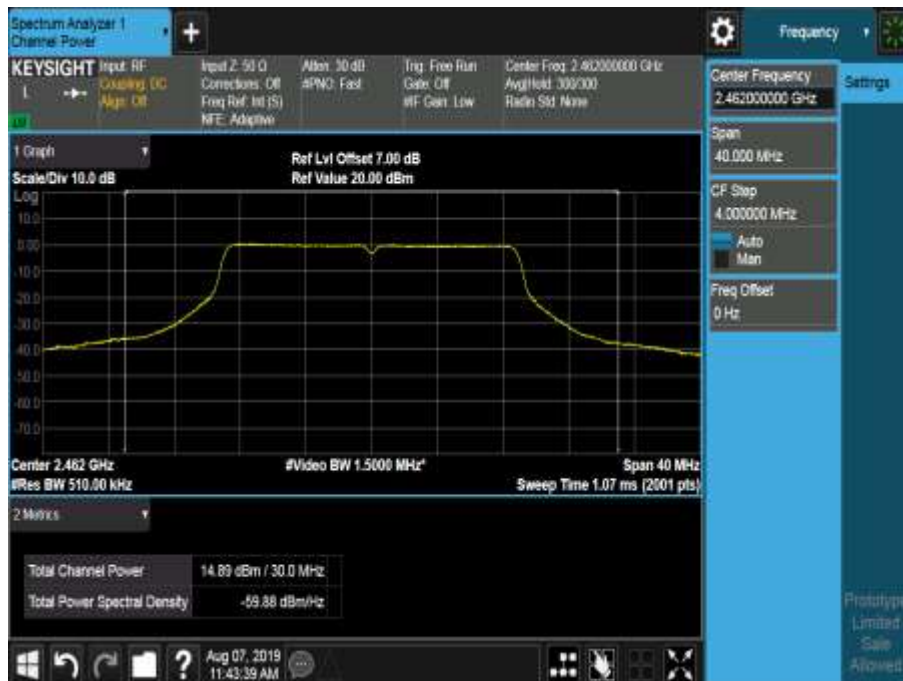 Spectrum Analyzer 1
Channel Power
+
Frequency
KEYSIGHT
Input: RF
Coupling: DC
Align: Off
Input Z: 50 Ω
Corrections: Off
Freq Ref: Int (S)
NFE: Adaptive
Atten: 30 dB
#PNO: Fast
Trig: Free Run
Gate: Off
#IF Gain: Low
Center Freq: 2.462000000 GHz
Avg|Hold: 300/300
Radio Std: None
L
Center Frequency
2.462000000 GHz
Settings
Span
40.000 MHz
CF Step
4.000000 MHz
Auto
Man
Freq Offset
0 Hz
1 Graph
Scale/Div 10.0 dB
Ref Lvl Offset 7.00 dB
Ref Value 20.00 dBm
Log
10.0
0.00
-10.0
-20.0
-30.0
-40.0
-50.0
-60.0
-70.0
Center 2.462 GHz
#Video BW 1.5000 MHz*
Span 40 MHz
#Res BW 510.00 kHz
Sweep Time 1.07 ms (2001 pts)
2 Metrics
Total Channel Power 14.89 dBm / 30.0 MHz
Total Power Spectral Density -59.88 dBm/Hz
Prototype
Limited
Sale
Allowed
?
Aug 07, 2019
11:43:39 AM